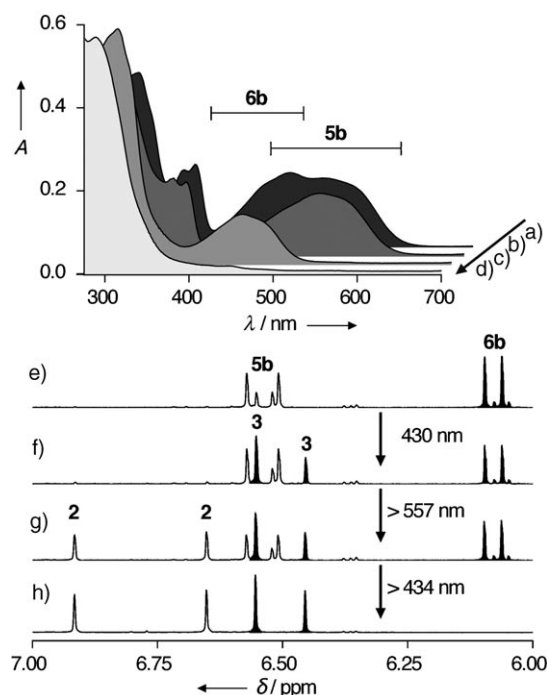 0.6
6b
0.4
5b
A
0.2
d) c) b) a)
0.0
300 400 500 600 700
λ / nm
e)
5b
6b
3
3
430 nm
f)
2
2
> 557 nm
g)
> 434 nm
h)
7.00 6.75 6.50 6.25 6.00
δ / ppm